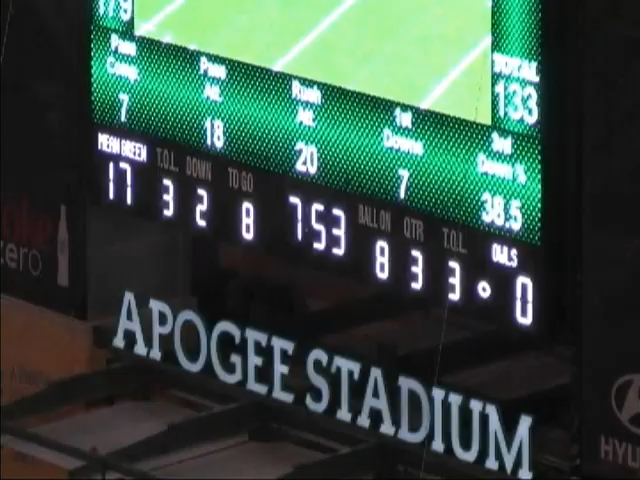 179
TOTAL
133
Pass Comp.
7
Pass Att.
18
Rush Att.
20
1st Downs
7
3rd Down %
38.5
MEAN GREEN
17
T.O.L.
3
DOWN
2
TO GO
8
7:53
BALL ON
8
QTR
3
T.O.L.
3
OWLS
0
zero
APOGEE STADIUM